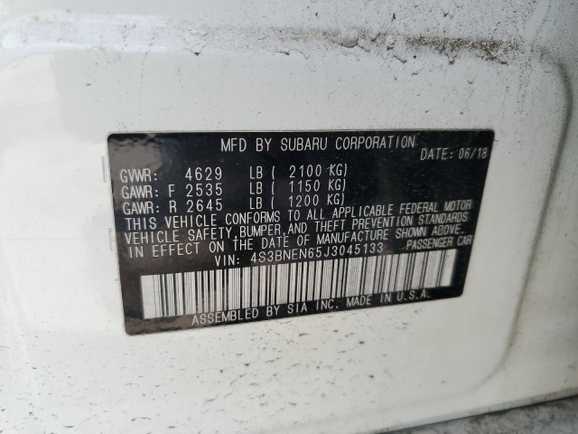 MFD BY SUBARU CORPORATION
DATE: 06/18
GVWR: 4629 LB ( 2100 KG)
GAWR: F 2535 LB ( 1150 KG)
GAWR: R 2645 LB ( 1200 KG)
THIS VEHICLE CONFORMS TO ALL APPLICABLE FEDERAL MOTOR
VEHICLE SAFETY, BUMPER, AND THEFT PREVENTION STANDARDS
IN EFFECT ON THE DATE OF MANUFACTURE SHOWN ABOVE.
VIN: 4S3BNEN65J3045133 PASSENGER CAR
ASSEMBLED BY SIA INC. MADE IN U.S.A.